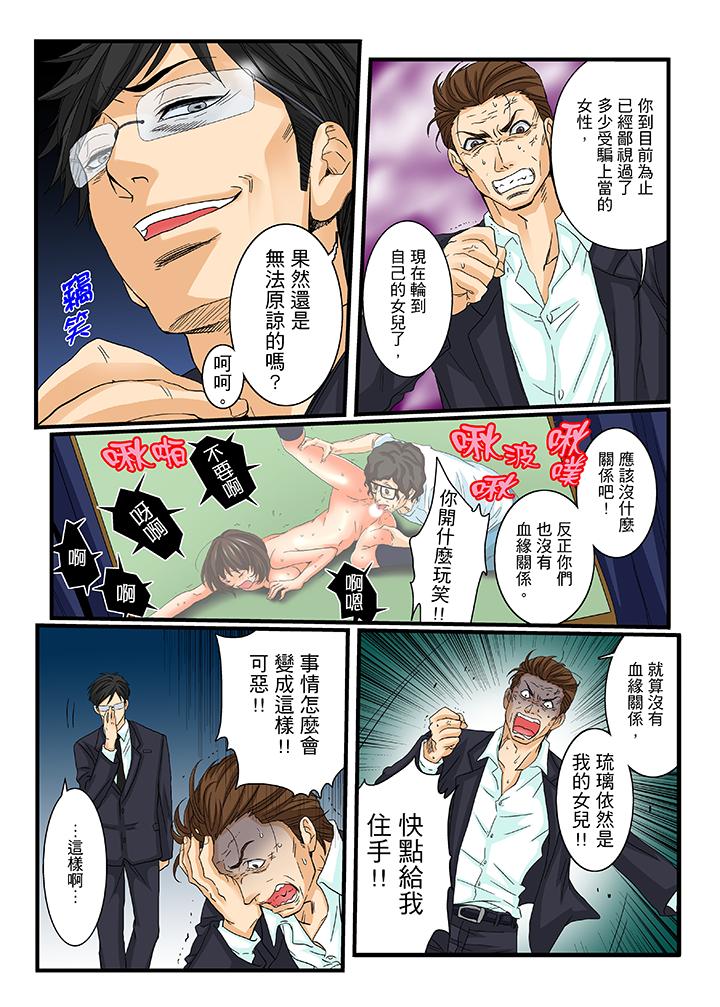 你到目前為止
已經鄙視過了
多少受騙上當的
女性，
現在輪到
自己的女兒了，
果然還是
無法原諒的嗎？
呵呵。
竊笑
應該沒什麼
關係吧！
反正你們
也沒有
血緣關係。
你開什麼玩笑!!
啾
噗
啾
波
啾
啾
啪
不要啊
呀啊
啊
啊
啊嗯
就算沒有
血緣關係，
琉璃依然是
我的女兒!!
快點給我
住手!!
事情怎麼會
變成這樣!!
可惡!!
…這樣啊…